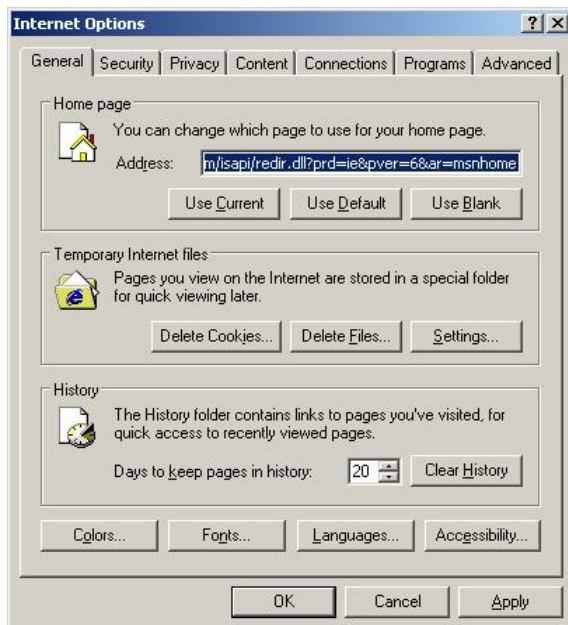 Internet Options
General Security Privacy Content Connections Programs Advanced
Home page
You can change which page to use for your home page.
Address: m/isapi/redir.dll?prd=ie&pver=6&ar=msnhome
Use Current Use Default Use Blank
Temporary Internet files
Pages you view on the Internet are stored in a special folder
for quick viewing later.
Delete Cookies... Delete Files... Settings...
History
The History folder contains links to pages you've visited, for
quick access to recently viewed pages.
Days to keep pages in history: 20 Clear History
Colors... Fonts... Languages... Accessibility...
OK Cancel Apply